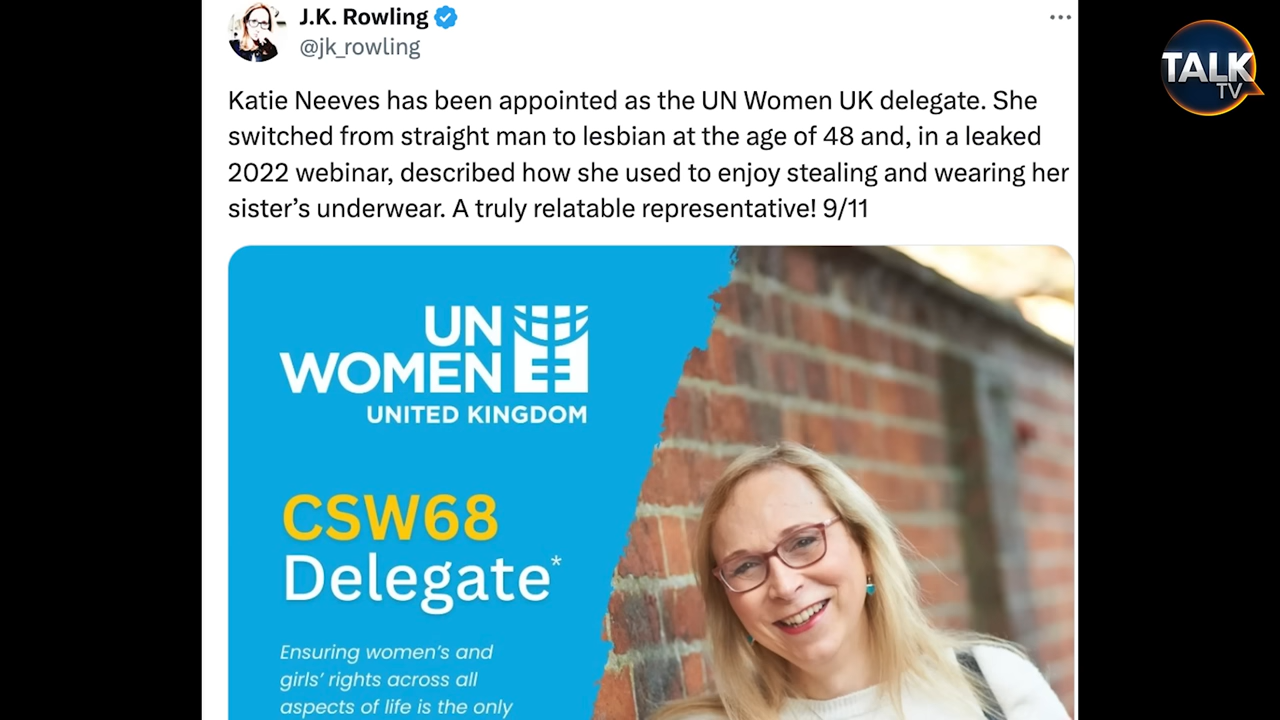 J.K. Rowling
@jk_rowling
TALK
TV
Katie Neeves has been appointed as the UN Women UK delegate. She
switched from straight man to lesbian at the age of 48 and, in a leaked
2022 webinar, described how she used to enjoy stealing and wearing her
sister’s underwear. A truly relatable representative! 9/11
UN
WOMEN
UNITED KINGDOM
CSW68
Delegate*
Ensuring women’s and
girls’ rights across all
aspects of life is the only